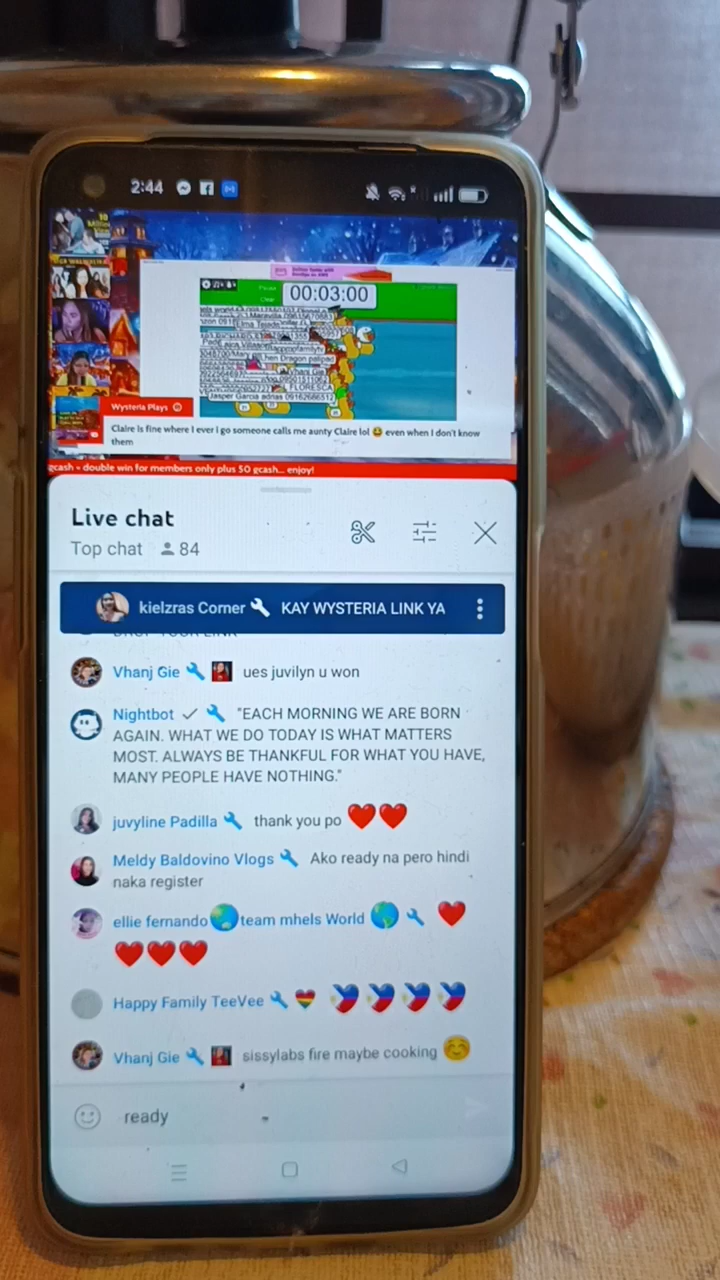 2:44
00:03:00
Jasper Garcia adrias 09162686512
Wysteria Plays
Claire is fine where I ever i go someone calls me aunty Claire lol 😀 even when I don't know
them
gcash = double win for members only plus 50 gcash... enjoy!
Live chat
Top chat 84
kielzras Corner KAY WYSTERIA LINK YA
DROP YOUR LINK
Vhanj Gie ues juvilyn u won
Nightbot "EACH MORNING WE ARE BORN
AGAIN. WHAT WE DO TODAY IS WHAT MATTERS
MOST. ALWAYS BE THANKFUL FOR WHAT YOU HAVE,
MANY PEOPLE HAVE NOTHING."
juvyline Padilla thank you po ❤️❤️
Meldy Baldovino Vlogs Ako ready na pero hindi
naka register
ellie fernando🌏team mhels World 🌎 ❤️
❤️❤️❤️
Happy Family TeeVee
Vhanj Gie sissylabs fire maybe cooking ☺️
ready